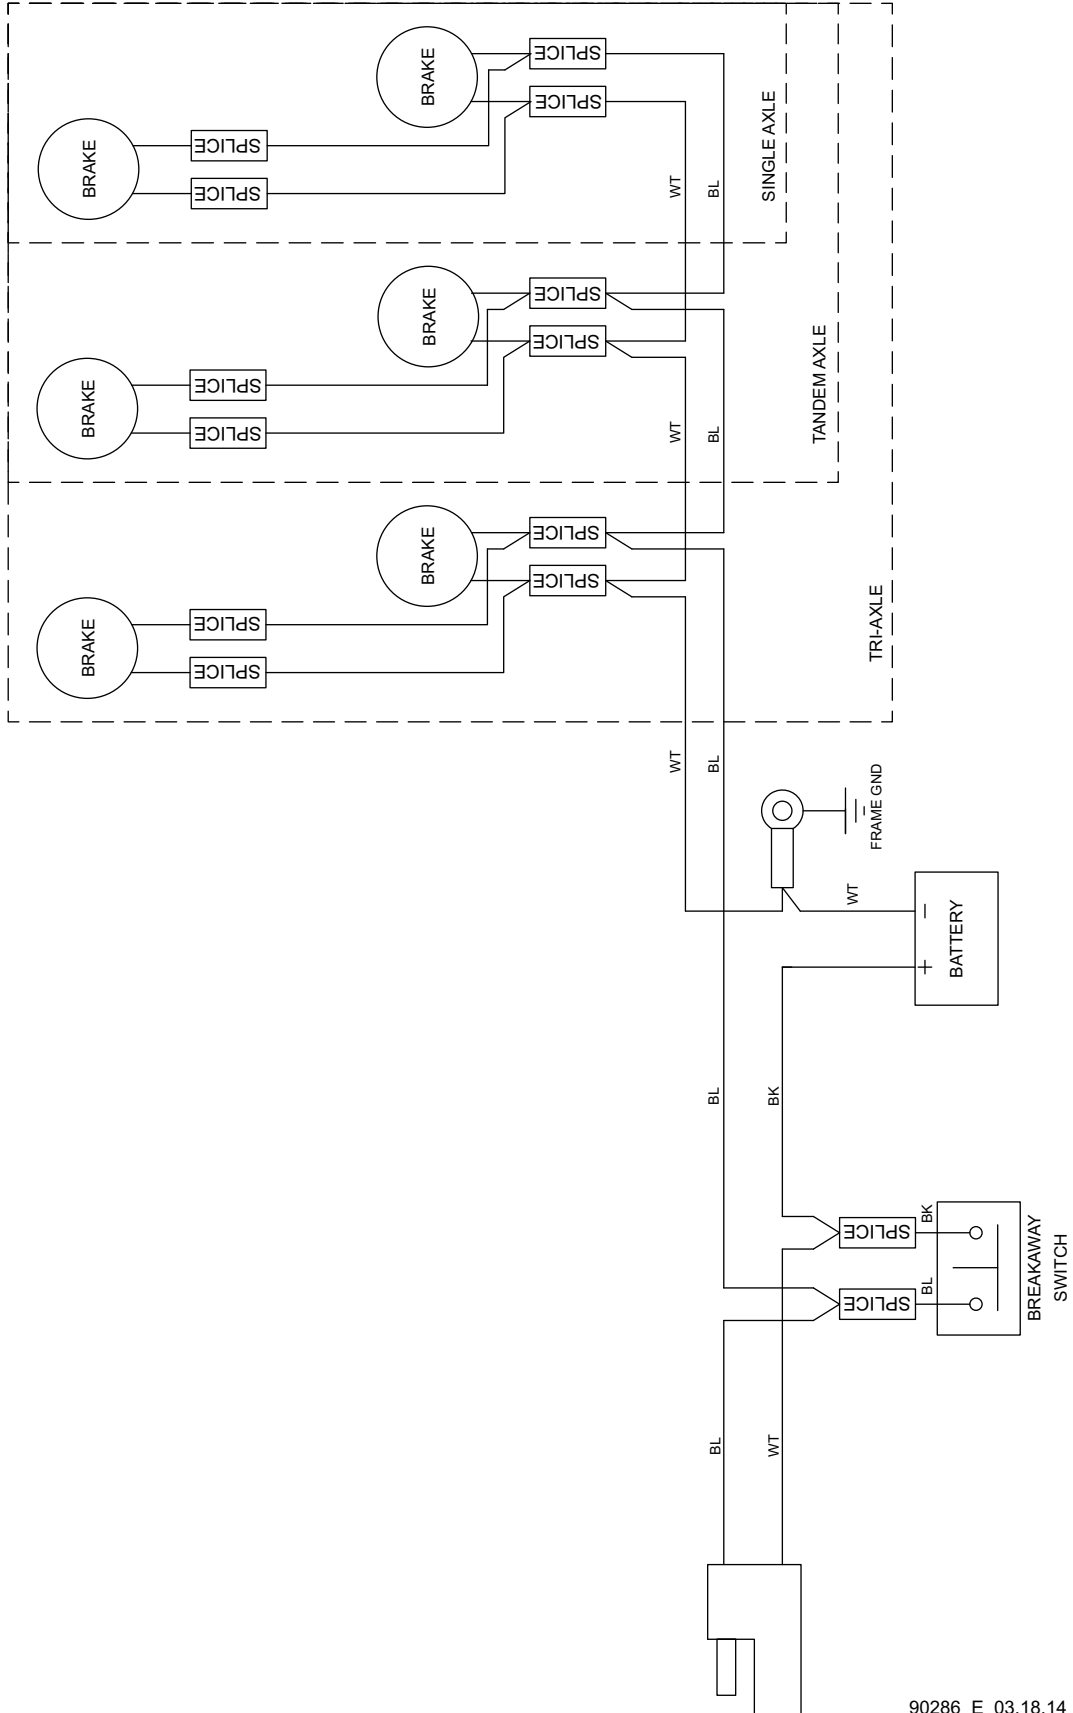 BRAKE
SPLICE
SPLICE
BRAKE
SPLICE
SPLICE
WT
BL
SINGLE AXLE
BRAKE
SPLICE
SPLICE
BRAKE
SPLICE
SPLICE
WT
BL
TANDEM AXLE
BRAKE
SPLICE
SPLICE
BRAKE
SPLICE
SPLICE
TRI-AXLE
WT
BL
FRAME GND
WT
BATTERY
BL
BK
SPLICE
BK
SPLICE
BL
BREAKAWAY
SWITCH
BL
WT
90286 E 03.18.14